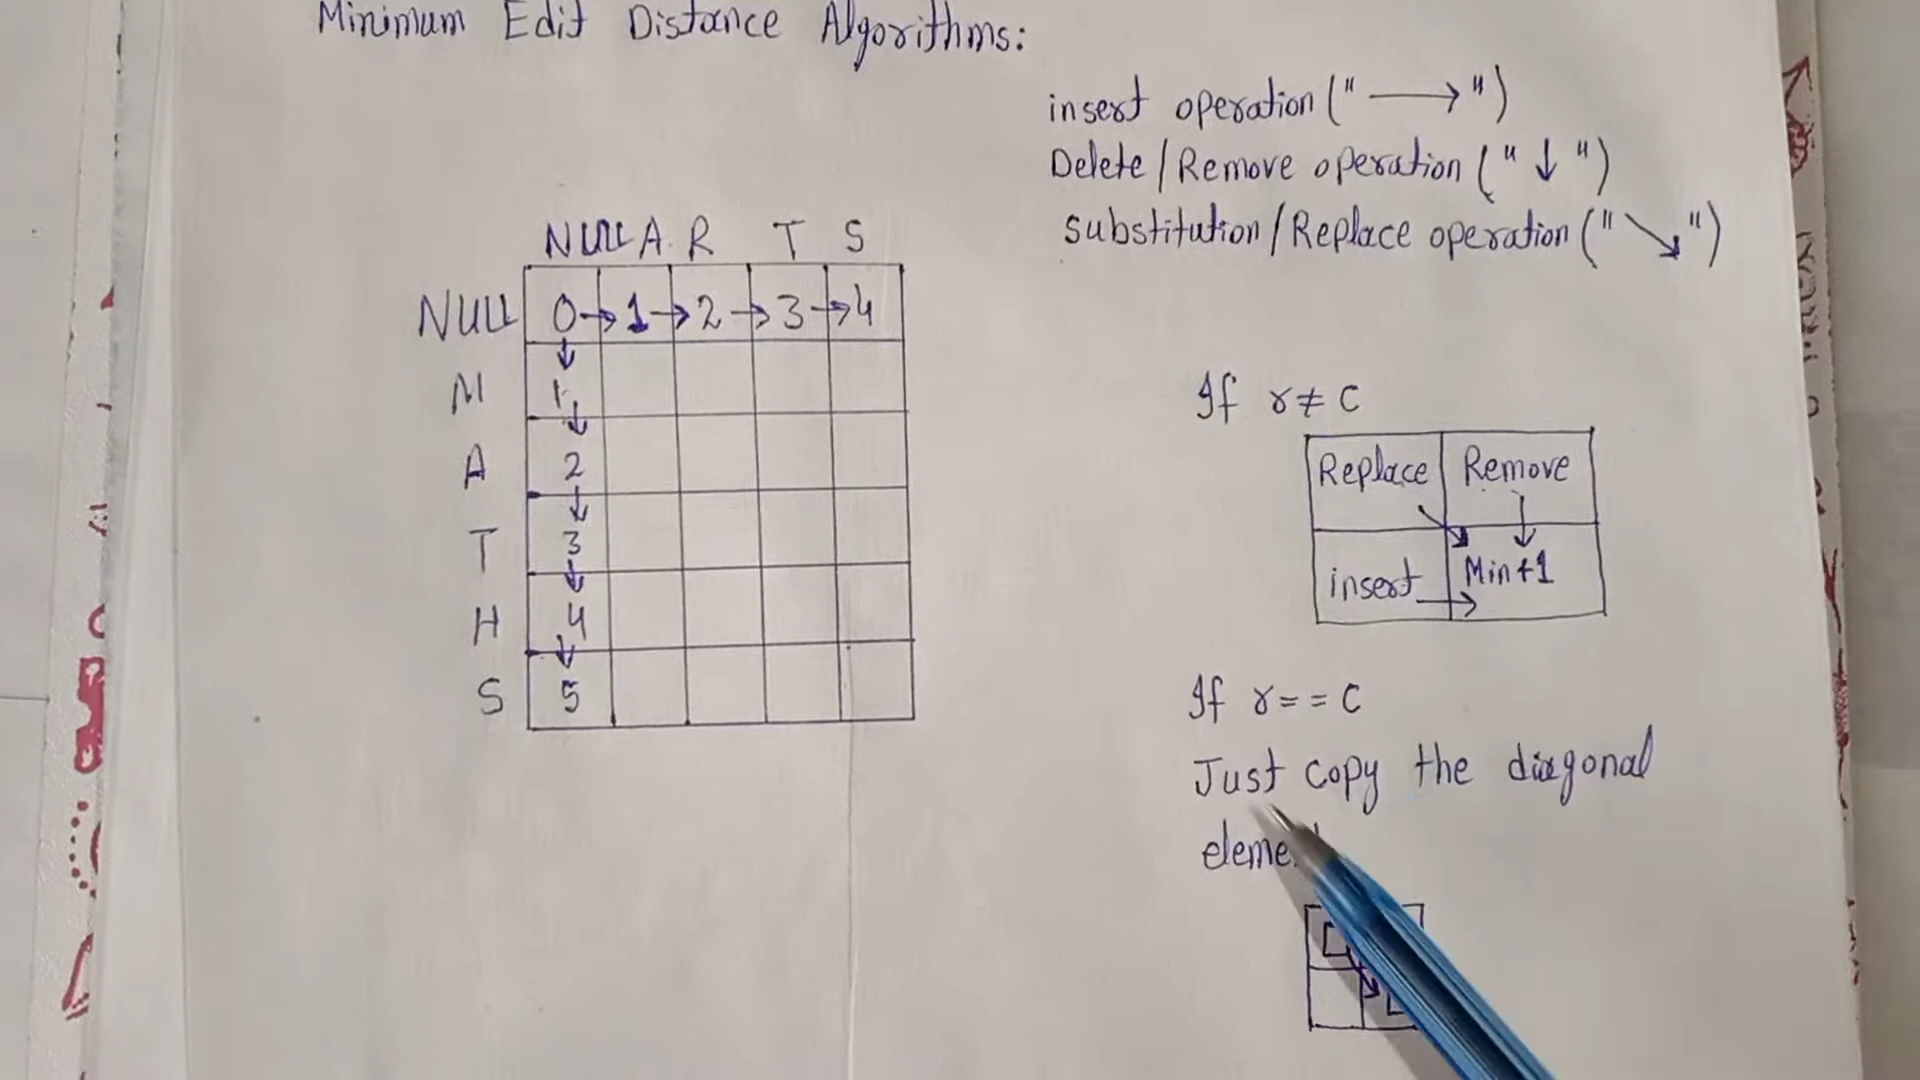 Minimum Edit Distance Algorithms:
insert operation ("→")
Delete/Remove operation ("↓")
Substitution/Replace operation ("↘")
NULL A R T S
NULL 0→1→2→3→4
↓
M 1
↓
A 2
↓
T 3
↓
H 4
↓
S 5
If r≠c
Replace Remove
insert → Min+1
If r==c
Just copy the diagonal